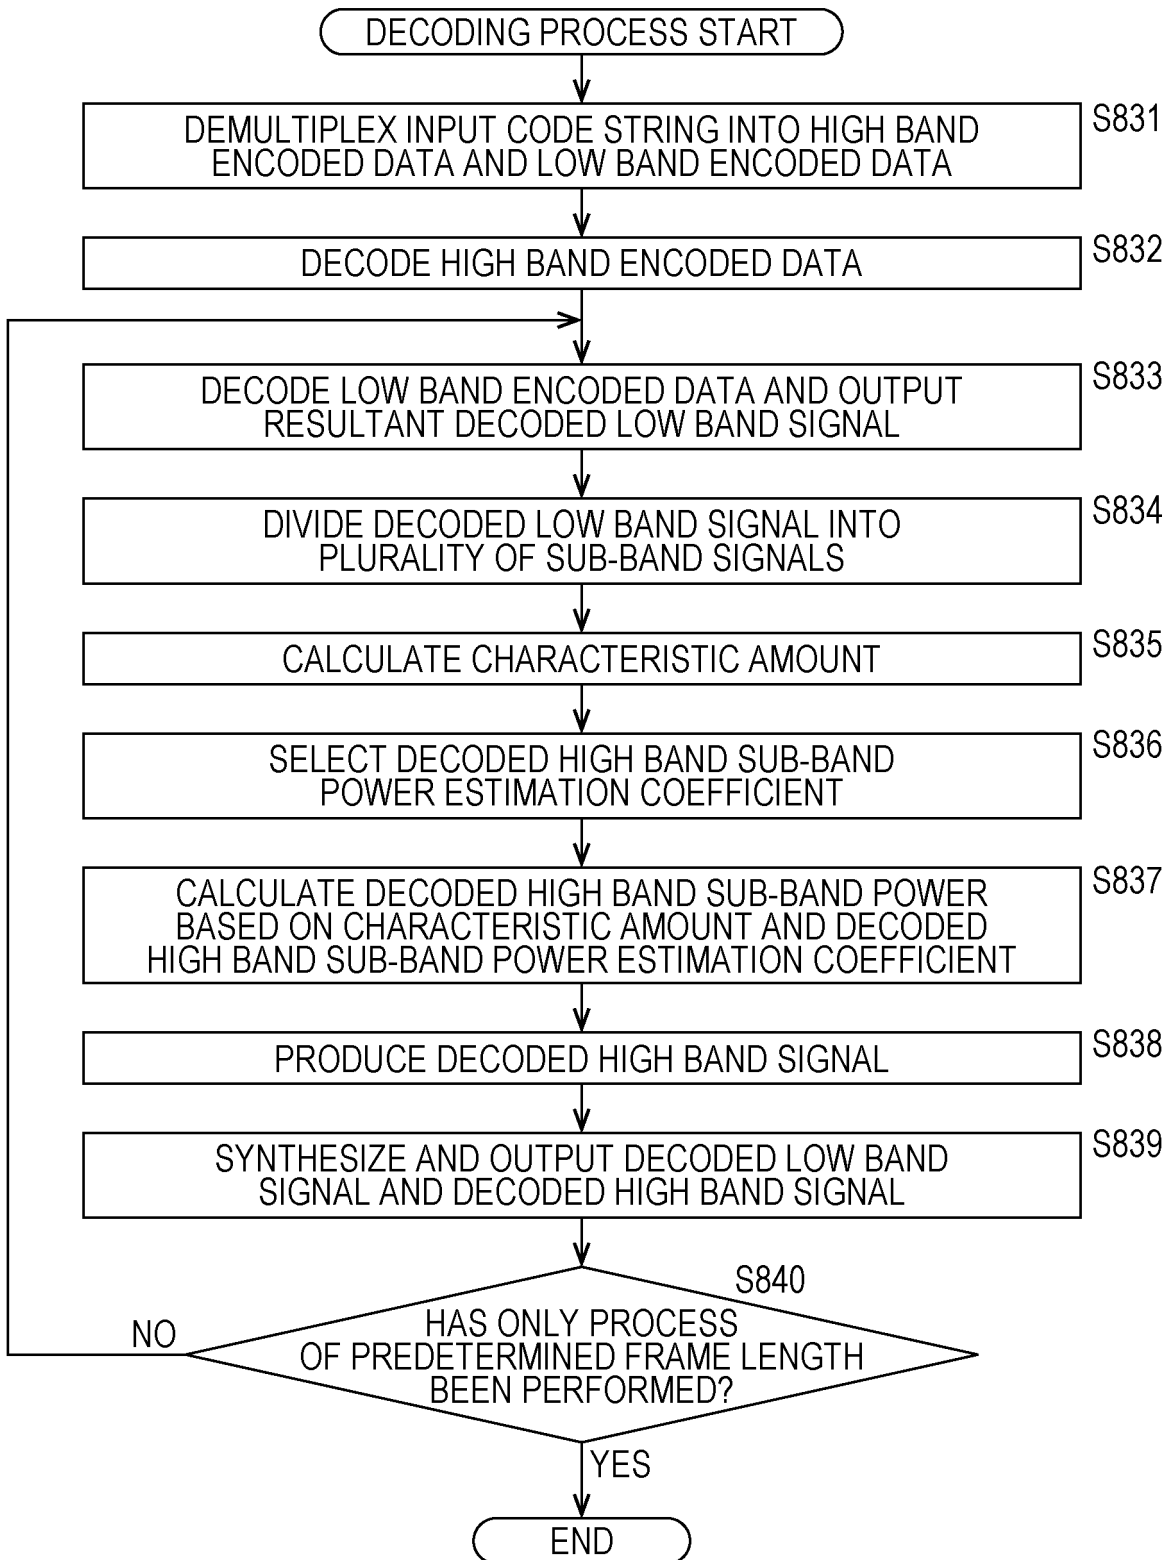 DECODING PROCESS START
S831
DEMULTIPLEX INPUT CODE STRING INTO HIGH BAND
ENCODED DATA AND LOW BAND ENCODED DATA
S832
DECODE HIGH BAND ENCODED DATA
S833
DECODE LOW BAND ENCODED DATA AND OUTPUT
RESULTANT DECODED LOW BAND SIGNAL
S834
DIVIDE DECODED LOW BAND SIGNAL INTO
PLURALITY OF SUB-BAND SIGNALS
S835
CALCULATE CHARACTERISTIC AMOUNT
S836
SELECT DECODED HIGH BAND SUB-BAND
POWER ESTIMATION COEFFICIENT
S837
CALCULATE DECODED HIGH BAND SUB-BAND POWER
BASED ON CHARACTERISTIC AMOUNT AND DECODED
HIGH BAND SUB-BAND POWER ESTIMATION COEFFICIENT
S838
PRODUCE DECODED HIGH BAND SIGNAL
S839
SYNTHESIZE AND OUTPUT DECODED LOW BAND
SIGNAL AND DECODED HIGH BAND SIGNAL
S840
NO
HAS ONLY PROCESS
OF PREDETERMINED FRAME LENGTH
BEEN PERFORMED?
YES
END